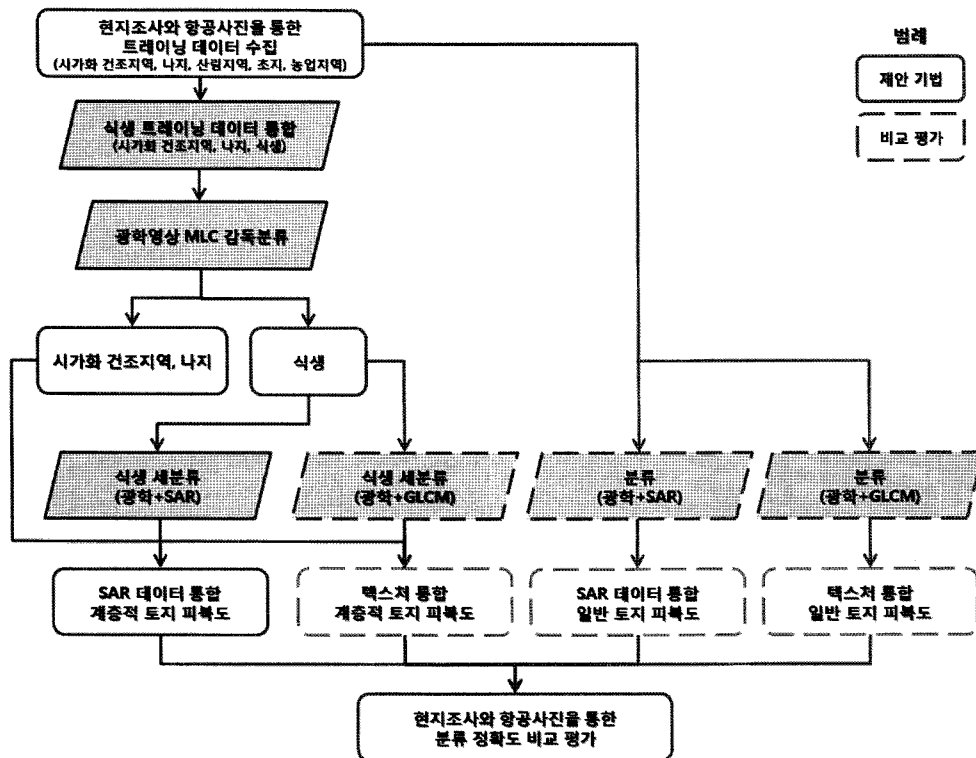 현지조사와 항공사진을 통한
트레이닝 데이터 수집
(시가화 건조지역, 나지, 산림지역, 초지, 농업지역)
범례
제안 기법
비교 평가
식생 트레이닝 데이터 통합
(시가화 건조지역, 나지, 식생)
광학영상 MLC 감독분류
시가화 건조지역, 나지
식생
식생 세분류
(광학+SAR)
식생 세분류
(광학+GLCM)
분류
(광학+SAR)
분류
(광학+GLCM)
SAR 데이터 통합
계층적 토지 피복도
텍스처 통합
계층적 토지 피복도
SAR 데이터 통합
일반 토지 피복도
텍스처 통합
일반 토지 피복도
현지조사와 항공사진을 통한
분류 정확도 비교 평가